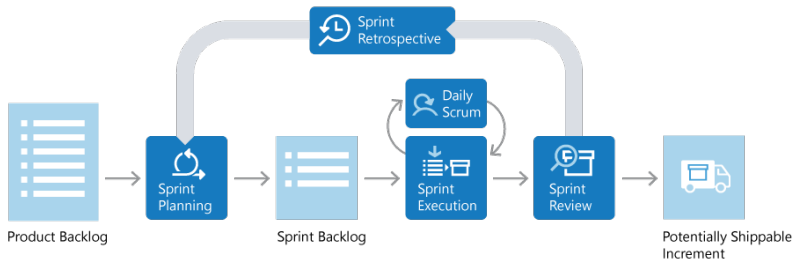 Sprint
Retrospective
Daily
Scrum
Sprint
Planning
Sprint
Execution
Sprint
Review
Product Backlog
Sprint Backlog
Potentially Shippable
Increment